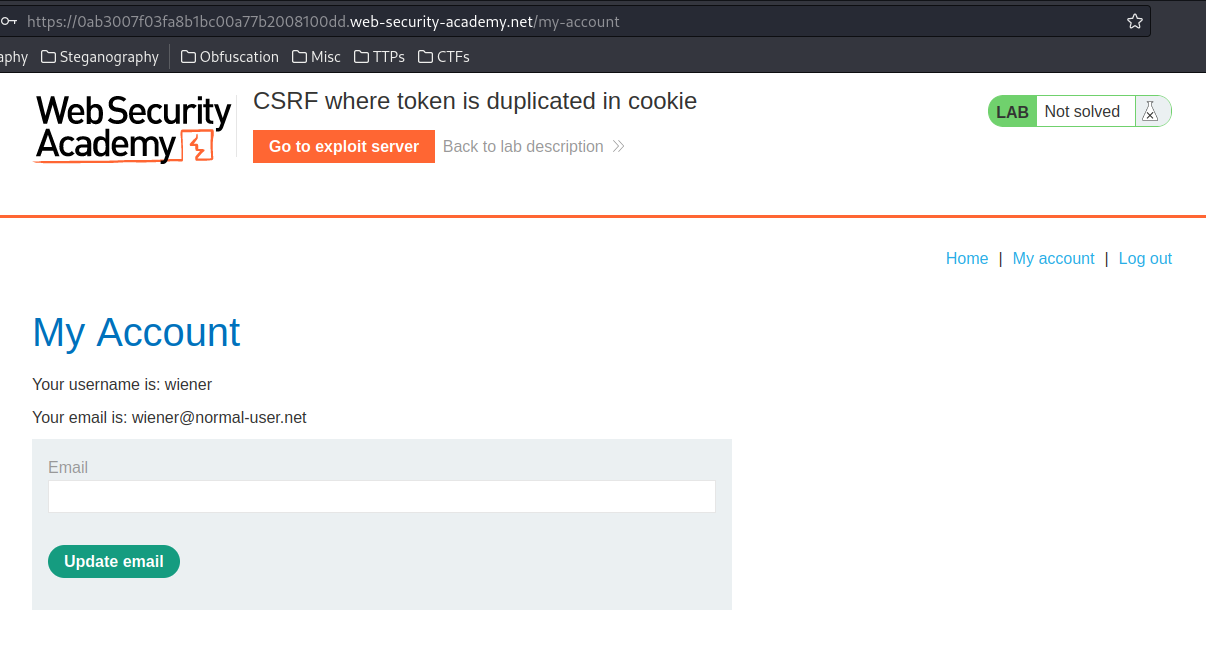 https://0ab3007f03fa8b1bc00a77b2008100dd.web-security-academy.net/my-account
aphy Steganography Obfuscation Misc TTPs CTFs
WebSecurity
Academy
CSRF where token is duplicated in cookie
Go to exploit server Back to lab description
LAB Not solved
Home | My account | Log out
My Account
Your username is: wiener
Your email is: wiener@normal-user.net
Email
Update email